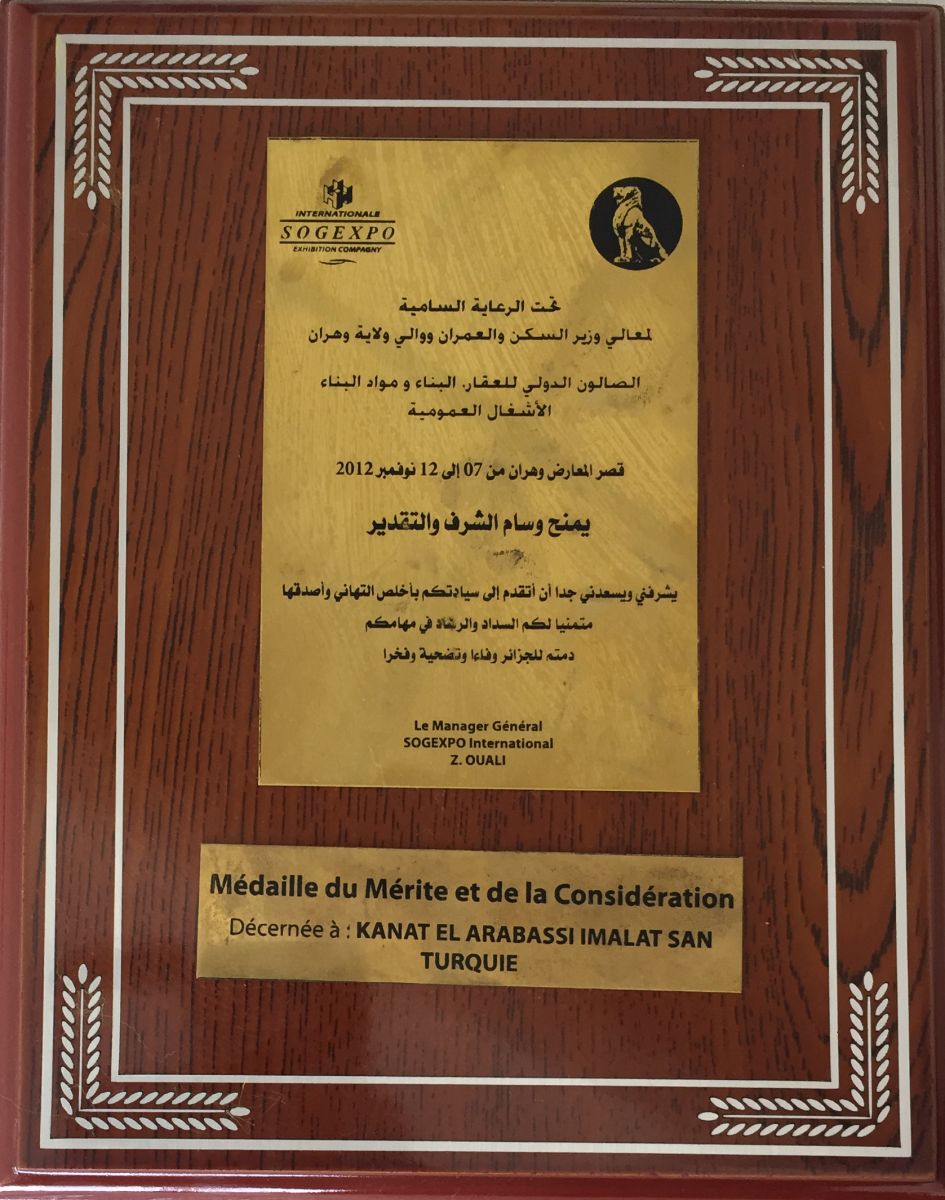 INTERNATIONALE
SOGEXPO
EXHIBITION COMPAGNY
تحت الرعاية السامية
لمعالي وزير السكن والعمران ووالي ولاية وهران
الصالون الدولي للعقار، البناء و مواد البناء
الأشغال العمومية
قصر المعارض وهران من 07 إلى 12 نوفمبر 2012
يمنح وسام الشرف والتقدير
يشرفني ويسعدني جدا أن أتقدم إلى سيادتكم بأخلص التهاني وأصدقها
متمنيا لكم السداد والرشاد في مهامكم
دمتم للجزائر وفاءا وتضحية وفخرا
Le Manager Général
SOGEXPO International
Z. OUALI
Médaille du Mérite et de la Considération
Décernée à : KANAT EL ARABASSI IMALAT SAN
TURQUIE